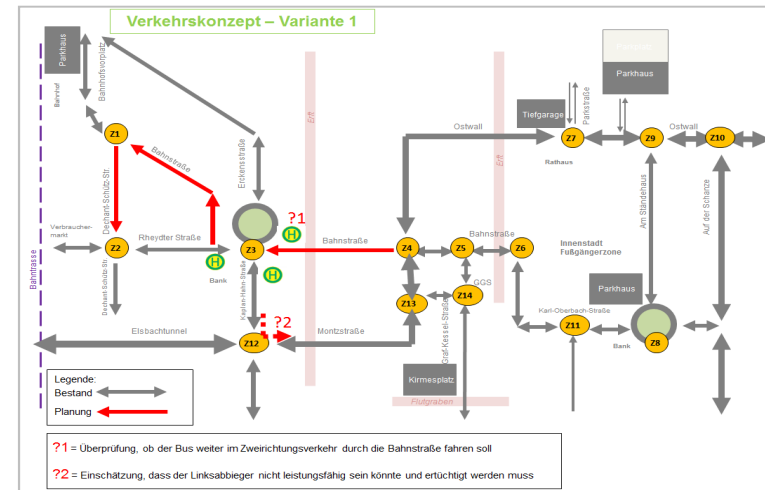 Verkehrskonzept – Variante 1
Parkhaus
Bahnhofsvorplatz
Bahnhof
Z1
Bahnstraße
Erckensstraße
Erft
Dechant-Schütz-Str.
Verbraucher-
markt
Z2
Rheydter Straße
H
Bank
Z3
?1
H
H
Bahnstraße
Kaplan-Hahn-Straße
Dechant-Schütz-Str.
Bahntrasse
Elsbachtunnel
Z12
?2
Montzstraße
Ostwall
Erft
Tiefgarage
Parkstraße
Parkhaus
Z7
Rathaus
Z9
Ostwall
Z10
Am Ständehaus
Auf der Schanze
Z4
Bahnstraße
Z5
Z6
Innenstadt
Fußgängerzone
Z13
Z14
GGS
Graf-Kessel-Straße
Parkhaus
Karl-Oberbach-Straße
Z11
Bank
Z8
Kirmesplatz
Flutgraben
Legende:
Bestand
Planung
?1 = Überprüfung, ob der Bus weiter im Zweirichtungsverkehr durch die Bahnstraße fahren soll
?2 = Einschätzung, dass der Linksabbieger nicht leistungsfähig sein könnte und ertüchtigt werden muss